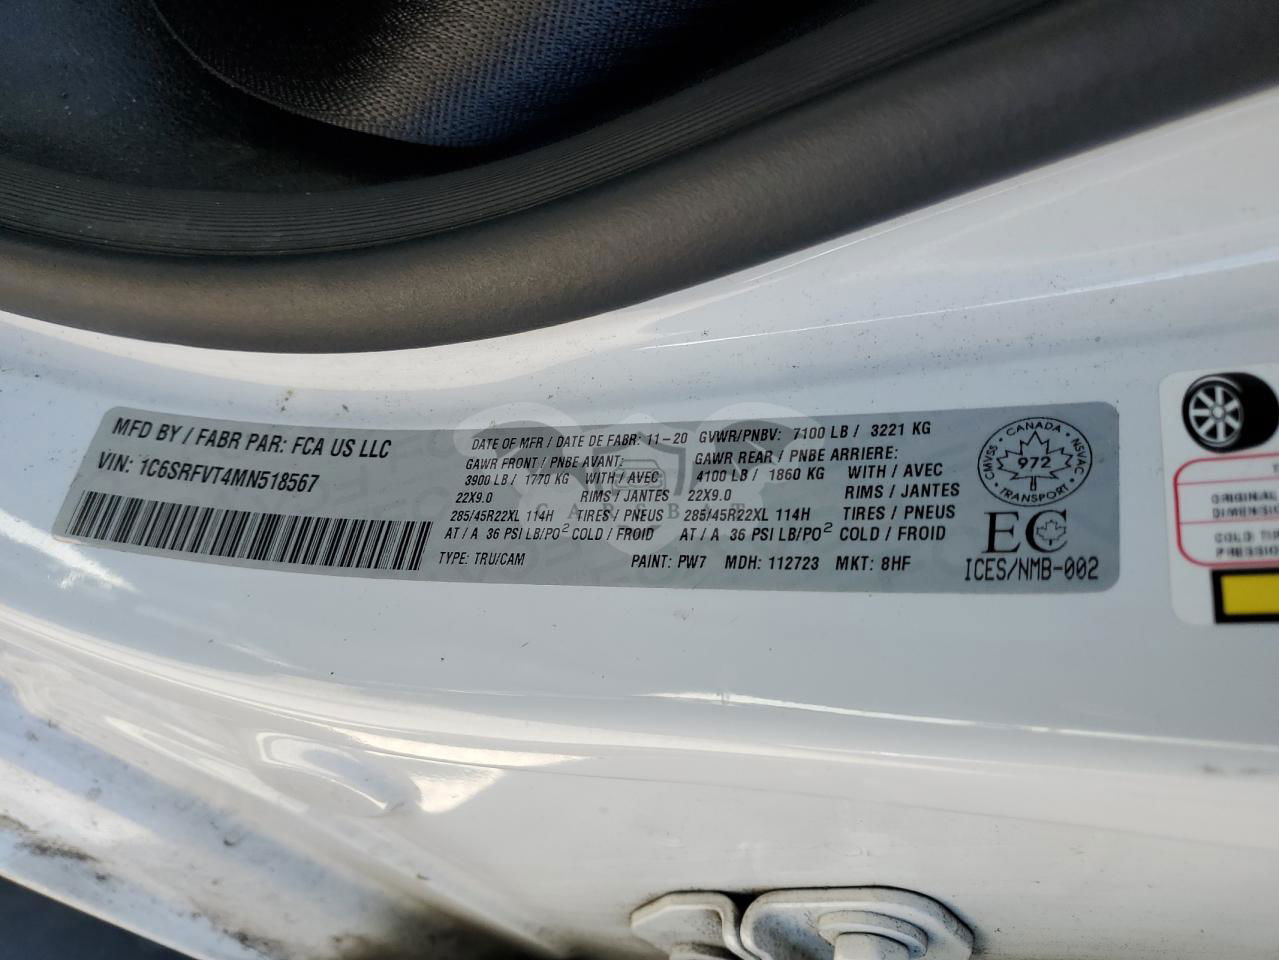 MFD BY / FABR PAR: FCA US LLC
VIN: 1C6SRFVT4MN518567
DATE OF MFR / DATE DE FABR: 11-20 GVWR/PNBV: 7100 LB / 3221 KG
GAWR FRONT / PNBE AVANT: GAWR REAR / PNBE ARRIERE:
3900 LB / 1770 KG WITH / AVEC 4100 LB / 1860 KG WITH / AVEC
22X9.0 RIMS / JANTES 22X9.0 RIMS / JANTES
285/45R22XL 114H TIRES / PNEUS 285/45R22XL 114H TIRES / PNEUS
AT / A 36 PSI LB/PO² COLD / FROID AT / A 36 PSI LB/PO² COLD / FROID
TYPE: TRU/CAM PAINT: PW7 MDH: 112723 MKT: 8HF
CANADA
CMVSS 972 NSVAC
TRANSPORT
EC
ICES/NMB-002
CARSBAT
ORIGINAL
COLD